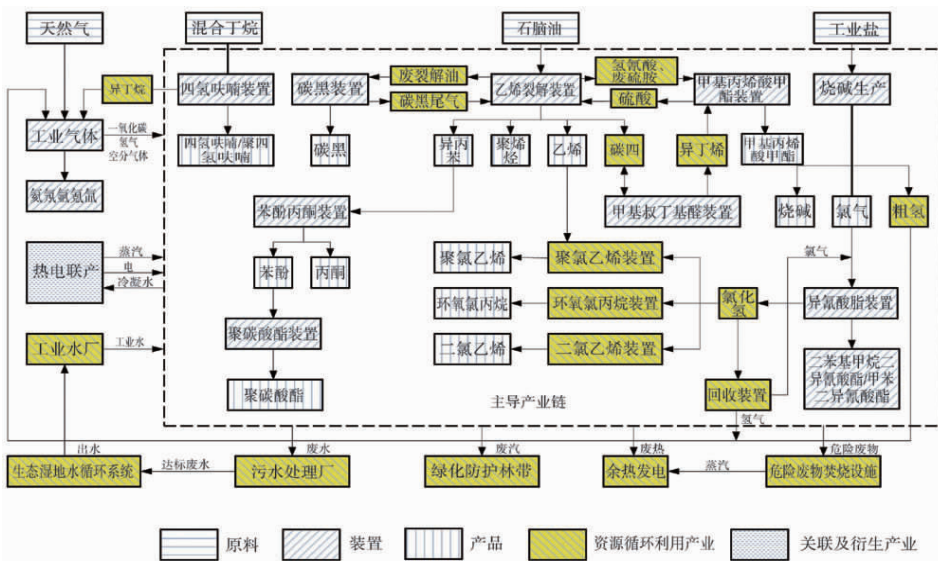 天然气
混合丁烷
石脑油
工业盐
异丁烷
四氢呋喃装置
碳黑装置
废裂解油
碳黑尾气
乙烯裂解装置
氢氰酸、
废硫胺
硫酸
甲基丙烯酸甲
酯装置
烧碱生产
工业气体
一氧化碳
氢气
空分气体
四氢呋喃/聚四
氢呋喃
碳黑
异丙苯
聚烯烃
乙烯
碳四
异丁烯
甲基丙烯
酸甲酯
氨氖氩氪氙
苯酚丙酮装置
甲基叔丁基醚装置
烧碱
氯气
粗氢
热电联产
蒸汽
电
冷凝水
苯酚
丙酮
聚氯乙烯
聚氯乙烯装置
氯气
环氧氯丙烷
环氧氯丙烷装置
氯化氢
异氰酸脂装置
工业水厂
工业水
聚碳酸酯装置
二氯乙烯
二氯乙烯装置
二苯基甲烷二
异氰酸酯/甲苯
二异氰酸酯
聚碳酸酯
主导产业链
回收装置
氢气
出水
废水
废汽
废热
危险废物
生态湿地水循环系统
达标废水
污水处理厂
绿化防护林带
余热发电
蒸汽
危险废物焚烧设施
原料
装置
产品
资源循环利用产业
关联及衍生产业